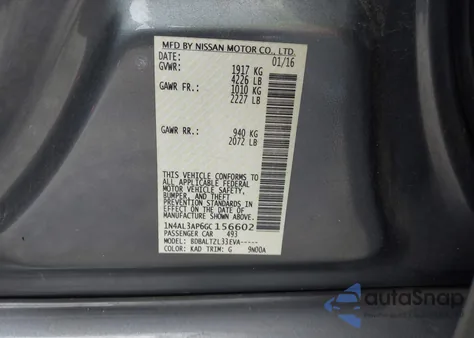 MFD BY NISSAN MOTOR CO., LTD.
DATE: 01/16
GVWR: 1917 KG
4226 LB
GAWR FR.: 1010 KG
2227 LB
GAWR RR.: 940 KG
2072 LB
THIS VEHICLE CONFORMS TO
ALL APPLICABLE FEDERAL
MOTOR VEHICLE SAFETY,
BUMPER, AND THEFT
PREVENTION STANDARDS IN
EFFECT ON THE DATE OF
MANUFACTURE SHOWN ABOVE.
1N4AL3AP6GC156602
PASSENGER CAR 493
MODEL: BDBALTZL33EVA-----
COLOR: KAD TRIM: G 9W00A
autoSnap